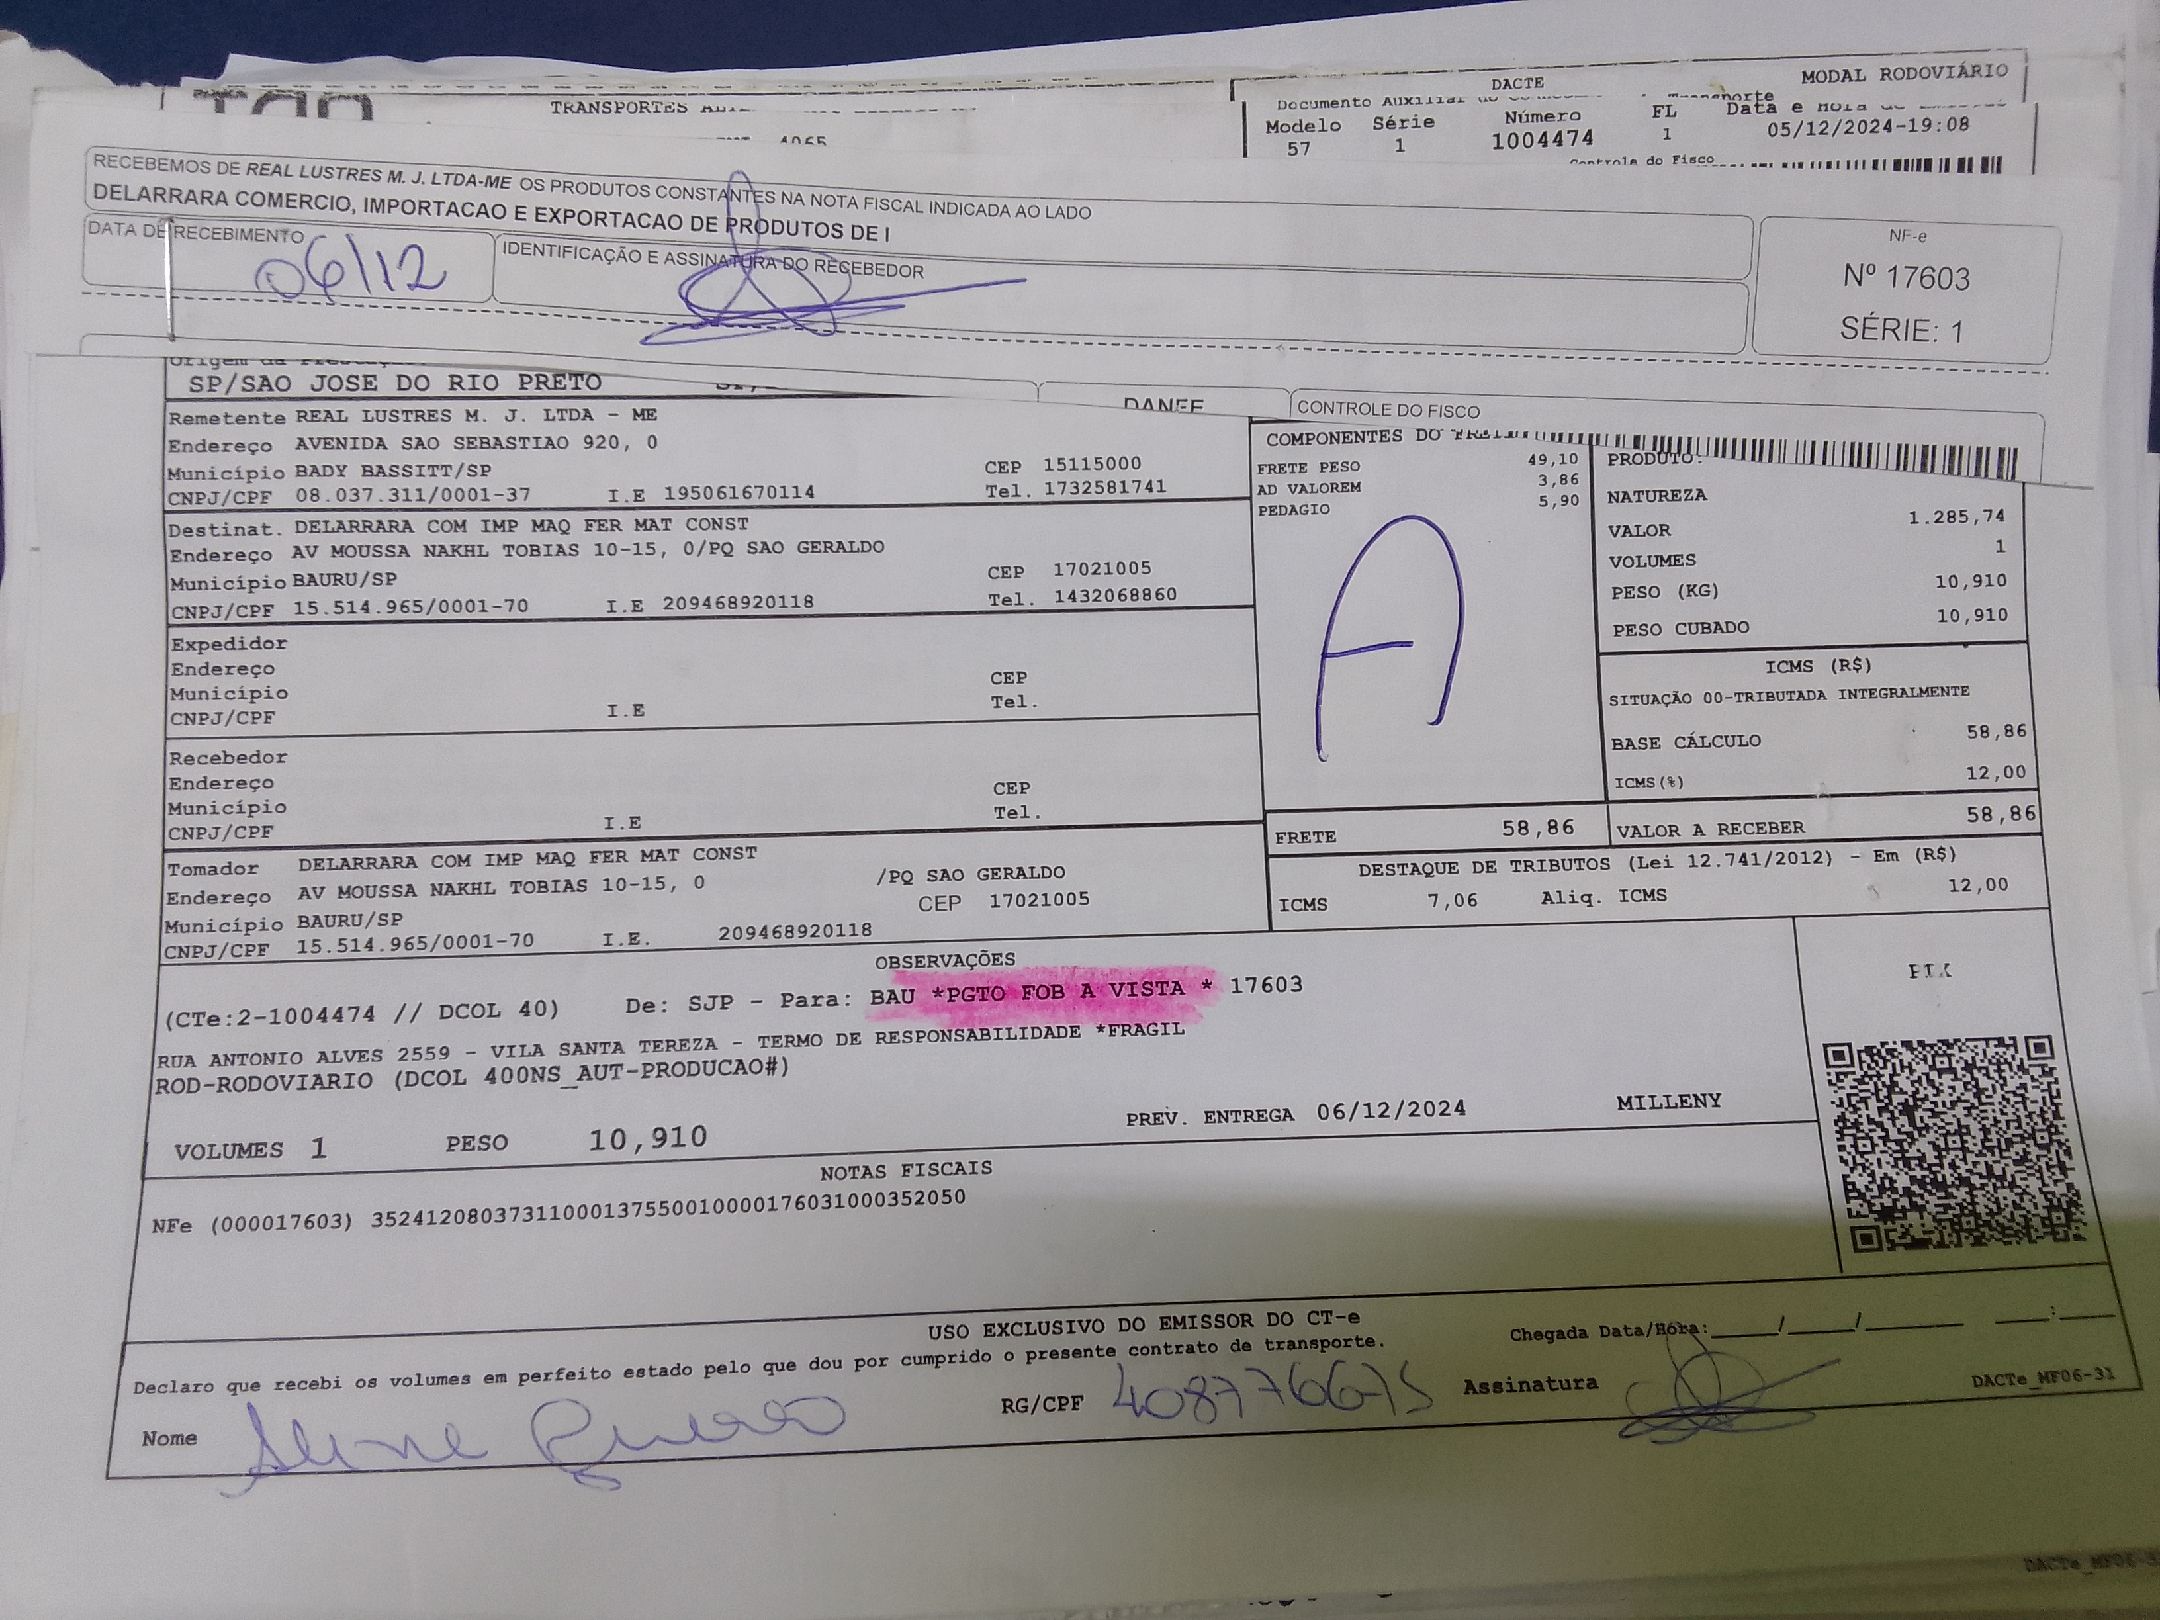 DACTE
MODAL RODOVIÁRIO
TRANSPORTES
Documento Auxiliar
Modelo Série Número FL Data e
57 1 1004474 1 05/12/2024-19:08
Controle do Fisco
RECEBEMOS DE REAL LUSTRES M. J. LTDA-ME OS PRODUTOS CONSTANTES NA NOTA FISCAL INDICADA AO LADO
DELARRARA COMERCIO, IMPORTACAO E EXPORTACAO DE PRODUTOS DE I
DATA DE RECEBIMENTO
06/12
IDENTIFICAÇÃO E ASSINATURA DO RECEBEDOR
NF-e
Nº 17603
SÉRIE: 1
SP/SAO JOSE DO RIO PRETO
DANFE
CONTROLE DO FISCO
Remetente REAL LUSTRES M. J. LTDA - ME
Endereço AVENIDA SAO SEBASTIAO 920, 0
Município BADY BASSITT/SP CEP 15115000
CNPJ/CPF 08.037.311/0001-37 I.E 195061670114 Tel. 1732581741
Destinat. DELARRARA COM IMP MAQ FER MAT CONST
Endereço AV MOUSSA NAKHL TOBIAS 10-15, 0/PQ SAO GERALDO
Município BAURU/SP CEP 17021005
CNPJ/CPF 15.514.965/0001-70 I.E 209468920118 Tel. 1432068860
Expedidor
Endereço
Município CEP
CNPJ/CPF I.E Tel.
Recebedor
Endereço
Município CEP
CNPJ/CPF I.E Tel.
Tomador DELARRARA COM IMP MAQ FER MAT CONST
Endereço AV MOUSSA NAKHL TOBIAS 10-15, 0 /PQ SAO GERALDO
Município BAURU/SP CEP 17021005
CNPJ/CPF 15.514.965/0001-70 I.E. 209468920118
COMPONENTES DO
FRETE PESO 49,10
AD VALOREM 3,86
PEDAGIO 5,90
A
PRODUTO:
NATUREZA
VALOR 1.285,74
VOLUMES 1
PESO (KG) 10,910
PESO CUBADO 10,910
ICMS (R$)
SITUAÇÃO 00-TRIBUTADA INTEGRALMENTE
BASE CÁLCULO 58,86
ICMS(%) 12,00
FRETE 58,86 VALOR A RECEBER 58,86
DESTAQUE DE TRIBUTOS (Lei 12.741/2012) - Em (R$)
ICMS 7,06 Aliq. ICMS 12,00
OBSERVAÇÕES
(CTe:2-1004474 // DCOL 40) De: SJP - Para: BAU *PGTO FOB A VISTA * 17603
RUA ANTONIO ALVES 2559 - VILA SANTA TEREZA - TERMO DE RESPONSABILIDADE *FRAGIL
ROD-RODOVIARIO (DCOL 400NS_AUT-PRODUCAO#)
VOLUMES 1 PESO 10,910 PREV. ENTREGA 06/12/2024 MILLENY
NOTAS FISCAIS
NFe (000017603) 35241208037311000137550010000176031000352050
USO EXCLUSIVO DO EMISSOR DO CT-e
Declaro que recebi os volumes em perfeito estado pelo que dou por cumprido o presente contrato de transporte.
Chegada Data/Hora:____/____/______ ___:___
Nome RG/CPF Assinatura
DACTe_MF06-31